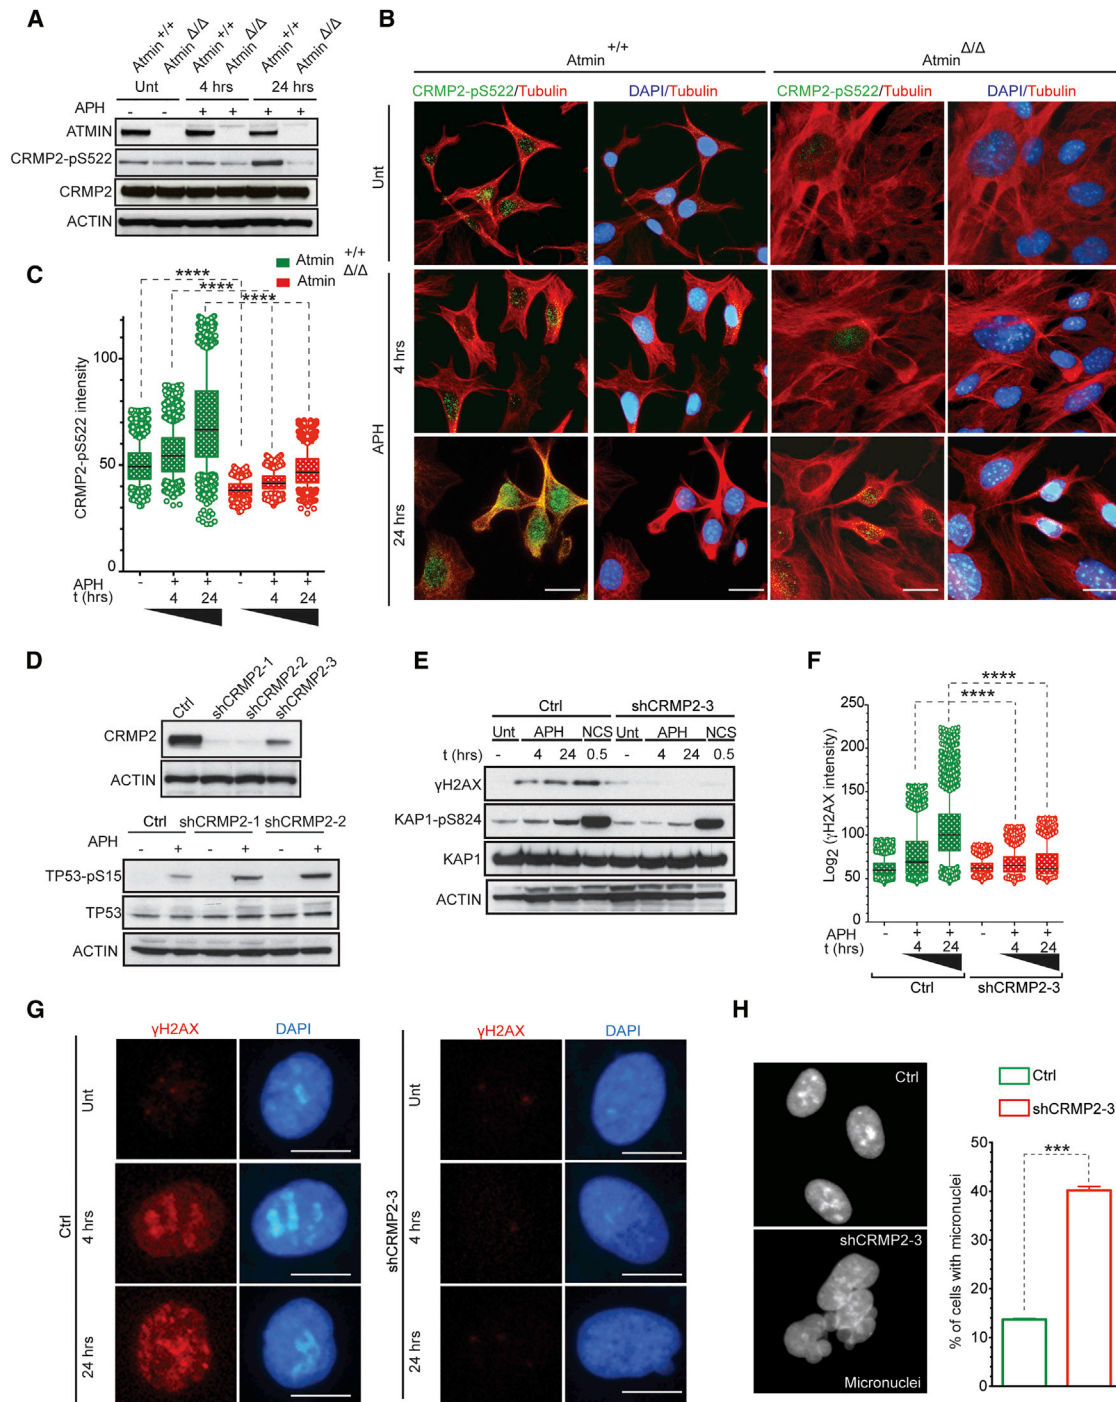 A
Atmin +/+
Atmin Δ/Δ
Atmin +/+
Atmin Δ/Δ
Atmin +/+
Atmin Δ/Δ
Unt 4 hrs 24 hrs
APH - - + + + +
ATMIN
CRMP2-pS522
CRMP2
ACTIN
B
Atmin +/+ Atmin Δ/Δ
CRMP2-pS522/Tubulin DAPI/Tubulin CRMP2-pS522/Tubulin DAPI/Tubulin
Unt
APH
4 hrs
24 hrs
C
Atmin +/+
Atmin Δ/Δ
**** **** ****
CRMP2-pS522 intensity
100
50
0
APH - + + - + +
t (hrs) 4 24 4 24
D
Ctrl
shCRMP2-1
shCRMP2-2
shCRMP2-3
CRMP2
ACTIN
Ctrl shCRMP2-1 shCRMP2-2
APH - + - + - +
TP53-pS15
TP53
ACTIN
E
Ctrl shCRMP2-3
Unt APH NCS Unt APH NCS
t (hrs) - 4 24 0.5 - 4 24 0.5
γH2AX
KAP1-pS824
KAP1
ACTIN
F
****
****
Log2 (γH2AX intensity)
250
200
150
100
50
0
APH - + + - + +
t (hrs) 4 24 4 24
Ctrl shCRMP2-3
G
γH2AX DAPI γH2AX DAPI
Ctrl
Unt
4 hrs
24 hrs
shCRMP2-3
Unt
4 hrs
24 hrs
H
Ctrl
shCRMP2-3
Micronuclei
Ctrl
shCRMP2-3
***
% of cells with micronuclei
50
40
30
20
10
0